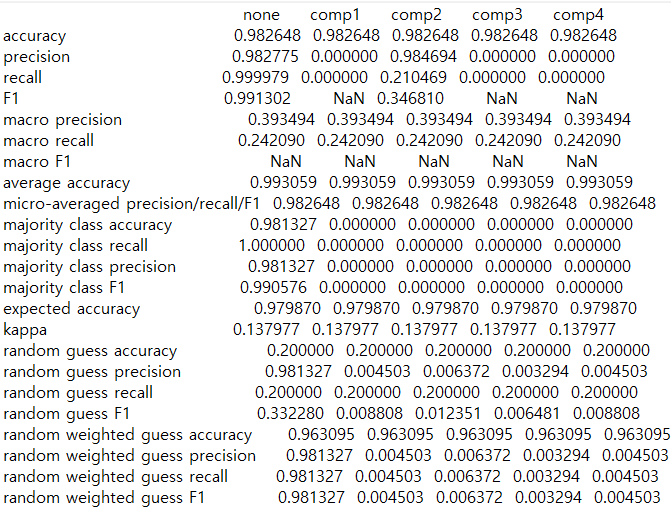 none comp1 comp2 comp3 comp4
accuracy 0.982648 0.982648 0.982648 0.982648 0.982648
precision 0.982775 0.000000 0.984694 0.000000 0.000000
recall 0.999979 0.000000 0.210469 0.000000 0.000000
F1 0.991302 NaN 0.346810 NaN NaN
macro precision 0.393494 0.393494 0.393494 0.393494 0.393494
macro recall 0.242090 0.242090 0.242090 0.242090 0.242090
macro F1 NaN NaN NaN NaN NaN
average accuracy 0.993059 0.993059 0.993059 0.993059 0.993059
micro-averaged precision/recall/F1 0.982648 0.982648 0.982648 0.982648 0.982648
majority class accuracy 0.981327 0.000000 0.000000 0.000000 0.000000
majority class recall 1.000000 0.000000 0.000000 0.000000 0.000000
majority class precision 0.981327 0.000000 0.000000 0.000000 0.000000
majority class F1 0.990576 0.000000 0.000000 0.000000 0.000000
expected accuracy 0.979870 0.979870 0.979870 0.979870 0.979870
kappa 0.137977 0.137977 0.137977 0.137977 0.137977
random guess accuracy 0.200000 0.200000 0.200000 0.200000 0.200000
random guess precision 0.981327 0.004503 0.006372 0.003294 0.004503
random guess recall 0.200000 0.200000 0.200000 0.200000 0.200000
random guess F1 0.332280 0.008808 0.012351 0.006481 0.008808
random weighted guess accuracy 0.963095 0.963095 0.963095 0.963095 0.963095
random weighted guess precision 0.981327 0.004503 0.006372 0.003294 0.004503
random weighted guess recall 0.981327 0.004503 0.006372 0.003294 0.004503
random weighted guess F1 0.981327 0.004503 0.006372 0.003294 0.004503